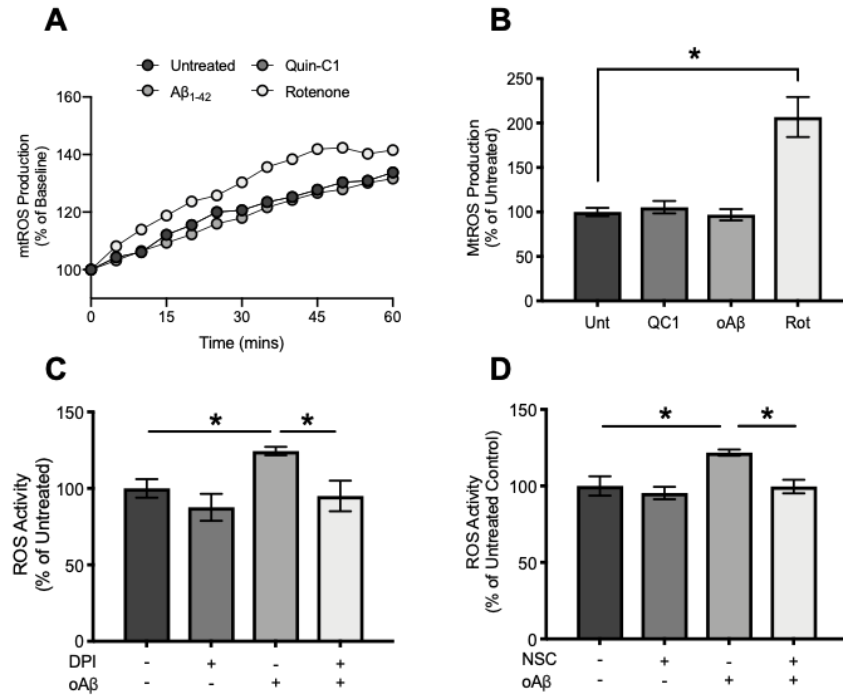 A
Untreated
Quin-C1
Aβ1-42
Rotenone
mtROS Production
(% of Baseline)
160
140
120
100
0
15
30
45
60
Time (mins)
B
*
MtROS Production
(% of Untreated)
250
200
150
100
50
0
Unt
QC1
oAβ
Rot
C
*
*
ROS Activity
(% of Untreated)
150
100
50
0
DPI - + - +
oAβ - - + +
D
*
*
ROS Activity
(% of Untreated Control)
150
100
50
0
NSC - + - +
oAβ - - + +